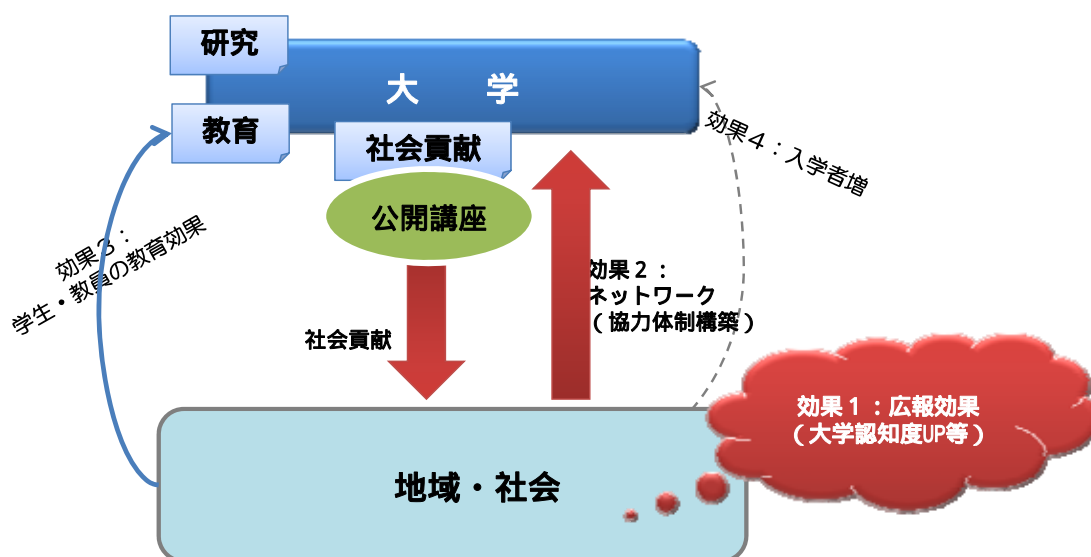 研究
大　学
教育
社会貢献
公開講座
効果４：入学者増
効果３：
学生・教員の教育効果
効果２：
ネットワーク
（協力体制構築）
社会貢献
効果１：広報効果
（大学認知度UP等）
地域・社会